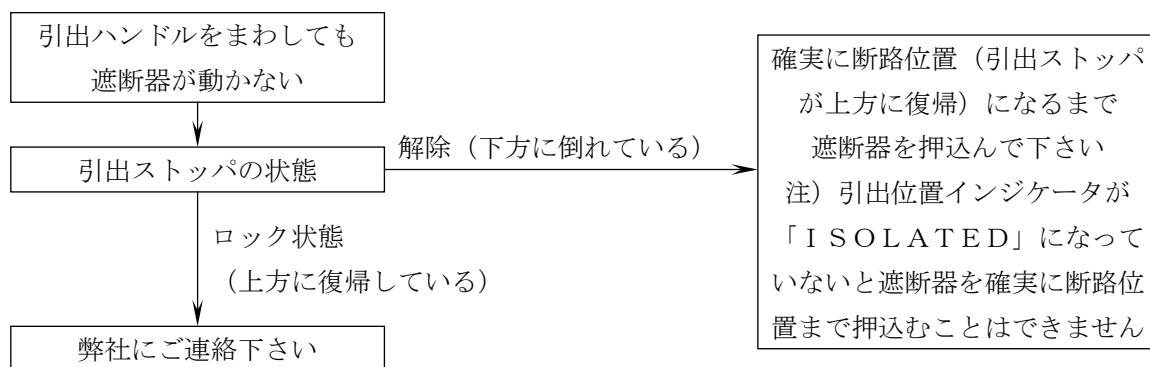 引出ハンドルをまわしても
遮断器が動かない
引出ストッパの状態
解除（下方に倒れている）
確実に断路位置（引出ストッパ
が上方に復帰）になるまで
遮断器を押込んで下さい
注）引出位置インジケータが
「ＩＳＯＬＡＴＥＤ」になって
いないと遮断器を確実に断路位
置まで押込むことはできません
ロック状態
（上方に復帰している）
弊社にご連絡下さい